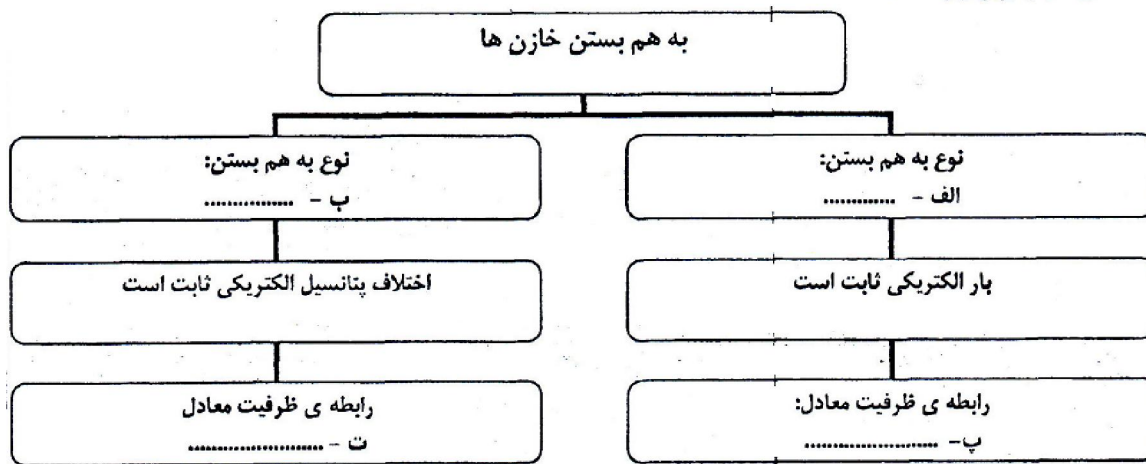 به هم بستن خازن ها
نوع به هم بستن:
الف - .............
نوع به هم بستن:
ب - ................
بار الکتریکی ثابت است
اختلاف پتانسیل الکتریکی ثابت است
رابطه ی ظرفیت معادل:
پ- ........................
رابطه ی ظرفیت معادل
ت - ........................